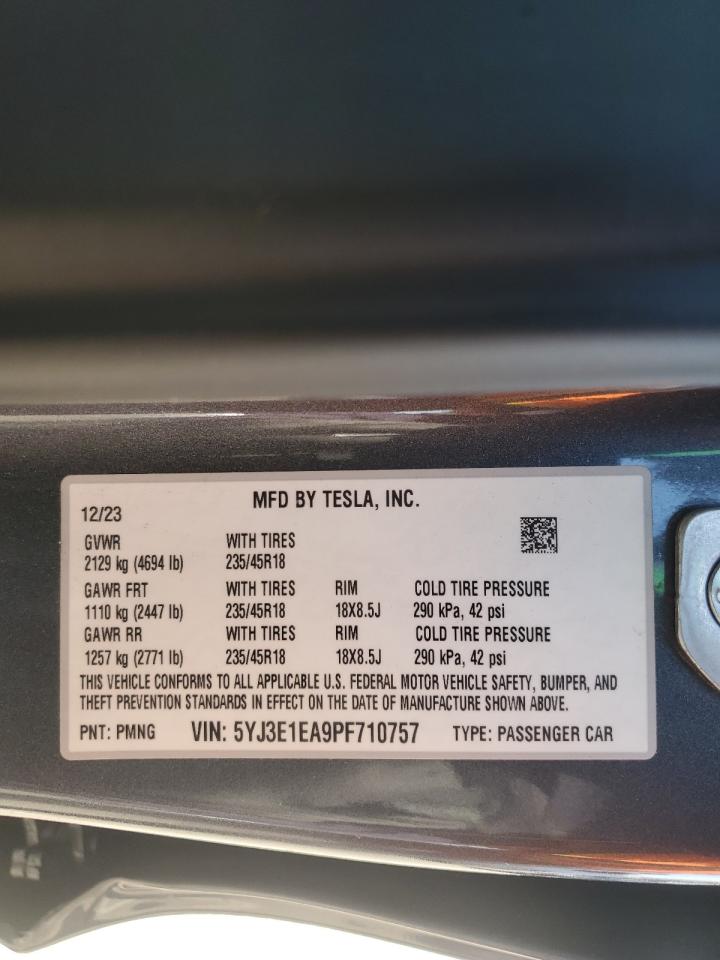 MFD BY TESLA, INC.
12/23
GVWR WITH TIRES
2129 kg (4694 lb) 235/45R18
GAWR FRT WITH TIRES RIM COLD TIRE PRESSURE
1110 kg (2447 lb) 235/45R18 18X8.5J 290 kPa, 42 psi
GAWR RR WITH TIRES RIM COLD TIRE PRESSURE
1257 kg (2771 lb) 235/45R18 18X8.5J 290 kPa, 42 psi
THIS VEHICLE CONFORMS TO ALL APPLICABLE U.S. FEDERAL MOTOR VEHICLE SAFETY, BUMPER, AND
THEFT PREVENTION STANDARDS IN EFFECT ON THE DATE OF MANUFACTURE SHOWN ABOVE.
PNT: PMNG VIN: 5YJ3E1EA9PF710757 TYPE: PASSENGER CAR